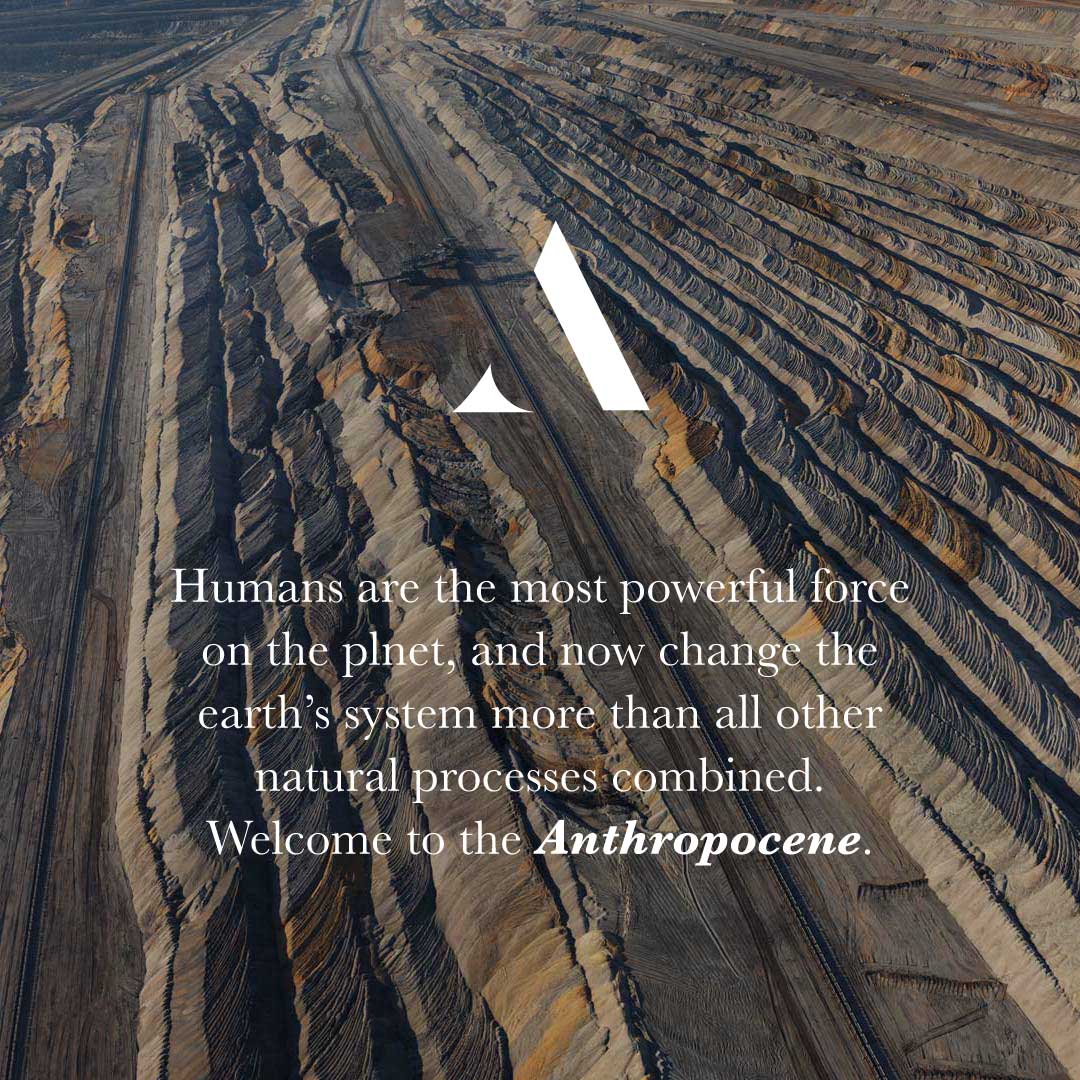 A
Humans are the most powerful force
on the plnet, and now change the
earth’s system more than all other
natural processes combined.
Welcome to the Anthropocene.